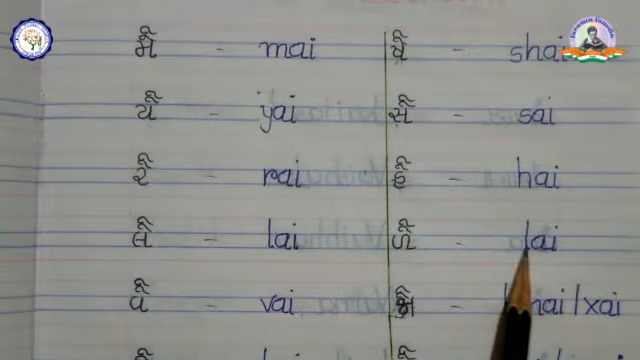 મૈ - mai
ષૈ - shai
યૈ - yai
સૈ - sai
રૈ - rai
હૈ - hai
લૈ - lai
ળૈ - lai
વૈ - vai
ક્ષૈ - /xai